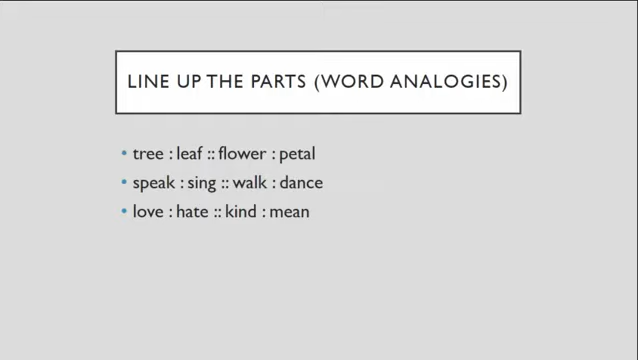 LINE UP THE PARTS (WORD ANALOGIES)
• tree : leaf :: flower : petal
• speak : sing :: walk : dance
• love : hate :: kind : mean